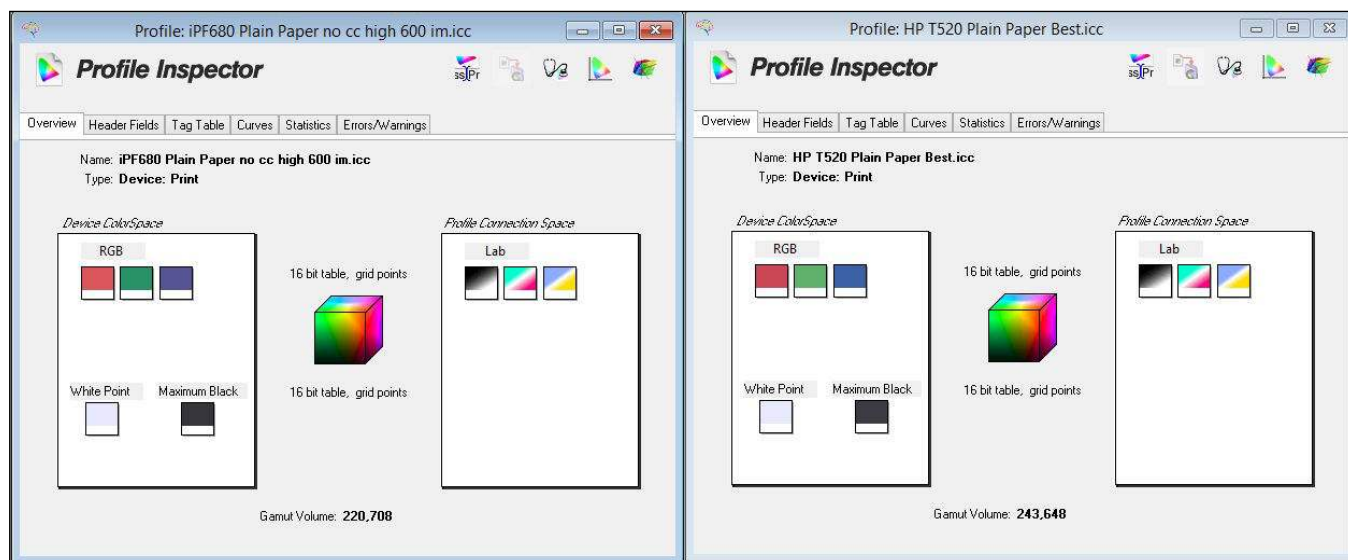 Profile: iPF680 Plain Paper no cc high 600 im.icc
Profile Inspector
Overview Header Fields Tag Table Curves Statistics Errors/Warnings
Name: iPF680 Plain Paper no cc high 600 im.icc
Type: Device: Print
Device ColorSpace
Profile Connection Space
RGB
Lab
16 bit table, grid points
White Point
Maximum Black
16 bit table, grid points
Gamut Volume: 220,708
Profile: HP T520 Plain Paper Best.icc
Profile Inspector
Overview Header Fields Tag Table Curves Statistics Errors/Warnings
Name: HP T520 Plain Paper Best.icc
Type: Device: Print
Device ColorSpace
Profile Connection Space
RGB
Lab
16 bit table, grid points
White Point
Maximum Black
16 bit table, grid points
Gamut Volume: 243,648